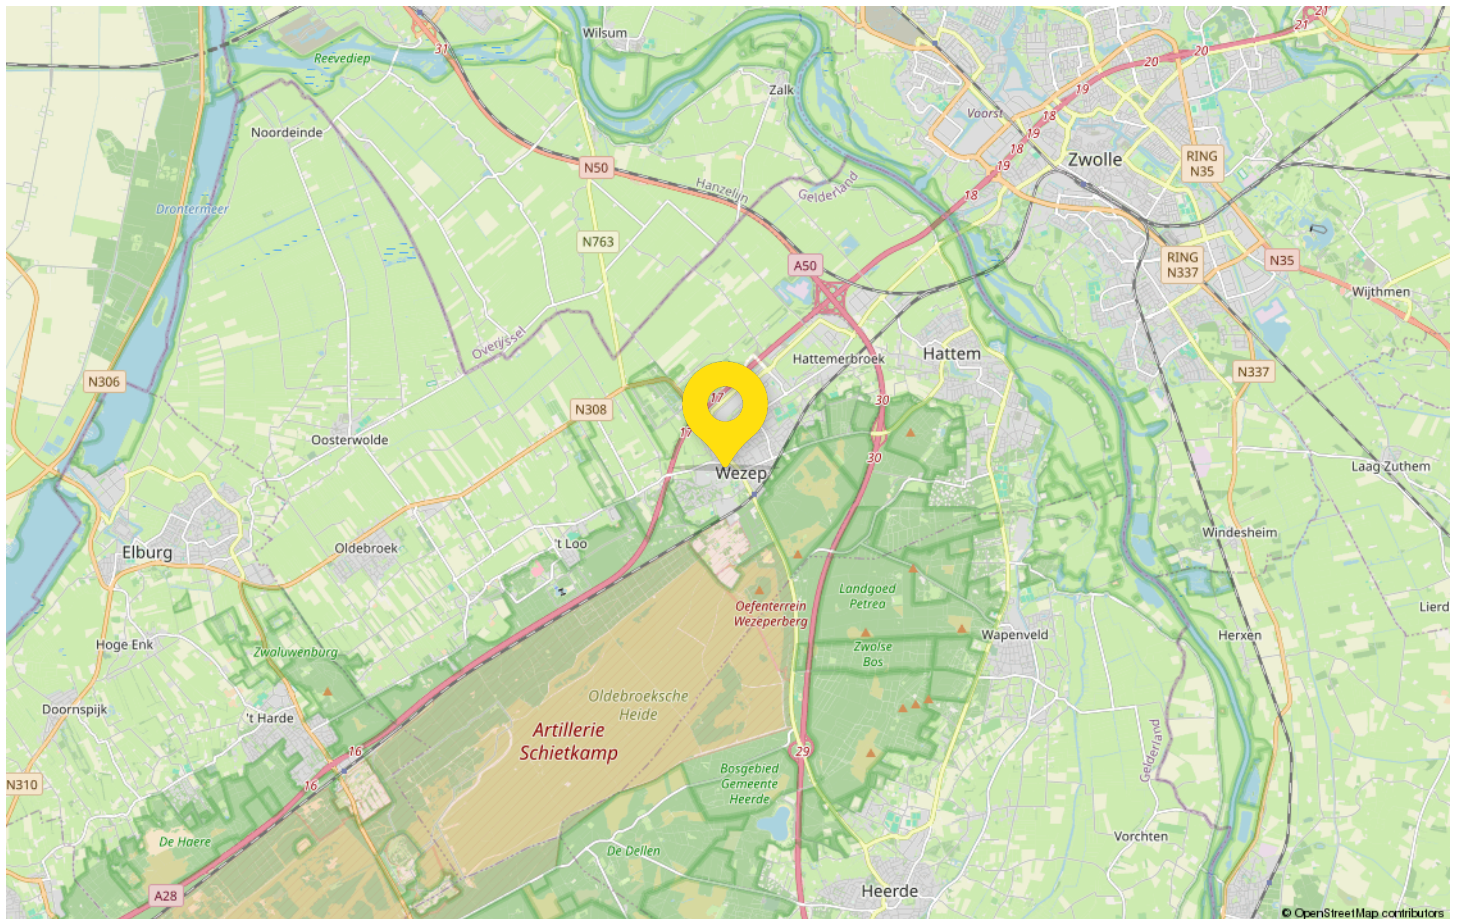 Wilsum
31
Reevediep
21
21
20
20
Zalk
19
Voorst
18
19
Noordeinde
18
19
Zwolle
RING
N35
N50
Hanzelijn
Gelderland
18
Drontermeer
N763
A50
RING
N337
N35
Wijthmen
Overijssel
Hattemerbroek
Hattem
N306
N337
17
30
N308
17
Oosterwolde
30
Wezep
Laag Zuthem
Elburg
Oldebroek
't Loo
Windesheim
Landgoed
Petrea
Oefenterrein
Wezeperberg
Lierd
Hoge Enk
Zwaluwenburg
Zwolse
Bos
Wapenveld
Herxen
Oldebroeksche
Heide
Doornspijk
't Harde
Artillerie
Schietkamp
Gelderland
16
29
16
N310
Bosgebied
Gemeente
Heerde
De Haere
De Dellen
Vorchten
A28
Heerde
© OpenStreetMap contributors